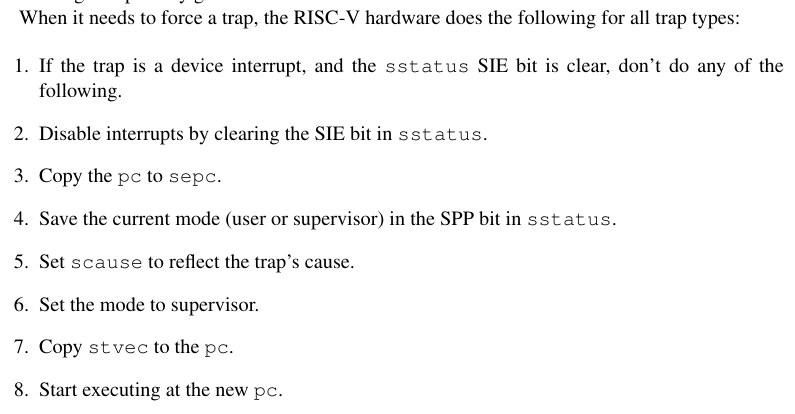 When it needs to force a trap, the RISC-V hardware does the following for all trap types:
1. If the trap is a device interrupt, and the sstatus SIE bit is clear, don't do any of the
following.
2. Disable interrupts by clearing the SIE bit in sstatus.
3. Copy the pc to sepc.
4. Save the current mode (user or supervisor) in the SPP bit in sstatus.
5. Set scause to reflect the trap's cause.
6. Set the mode to supervisor.
7. Copy stvec to the pc.
8. Start executing at the new pc.